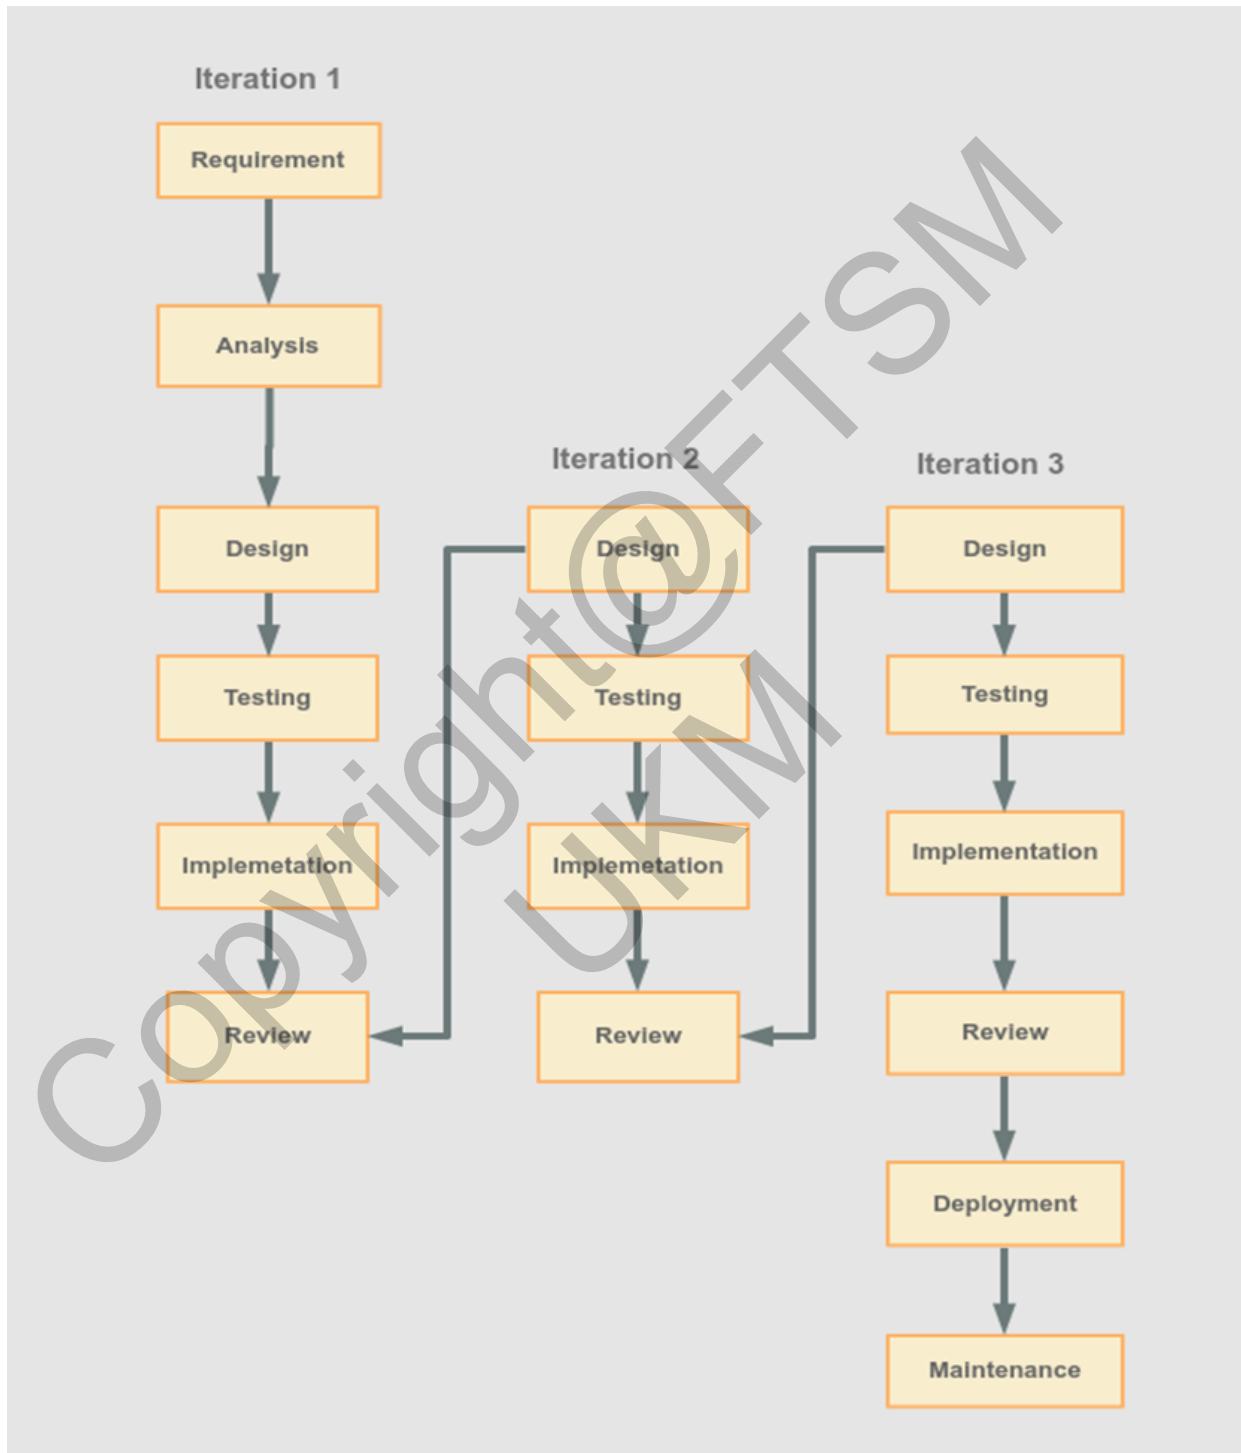 Iteration 1
Requirement
Analysis
Design
Testing
Implemetation
Review
Iteration 2
Design
Testing
Implemetation
Review
Iteration 3
Design
Testing
Implementation
Review
Deployment
Maintenance
Copyright@FTSM
UKM